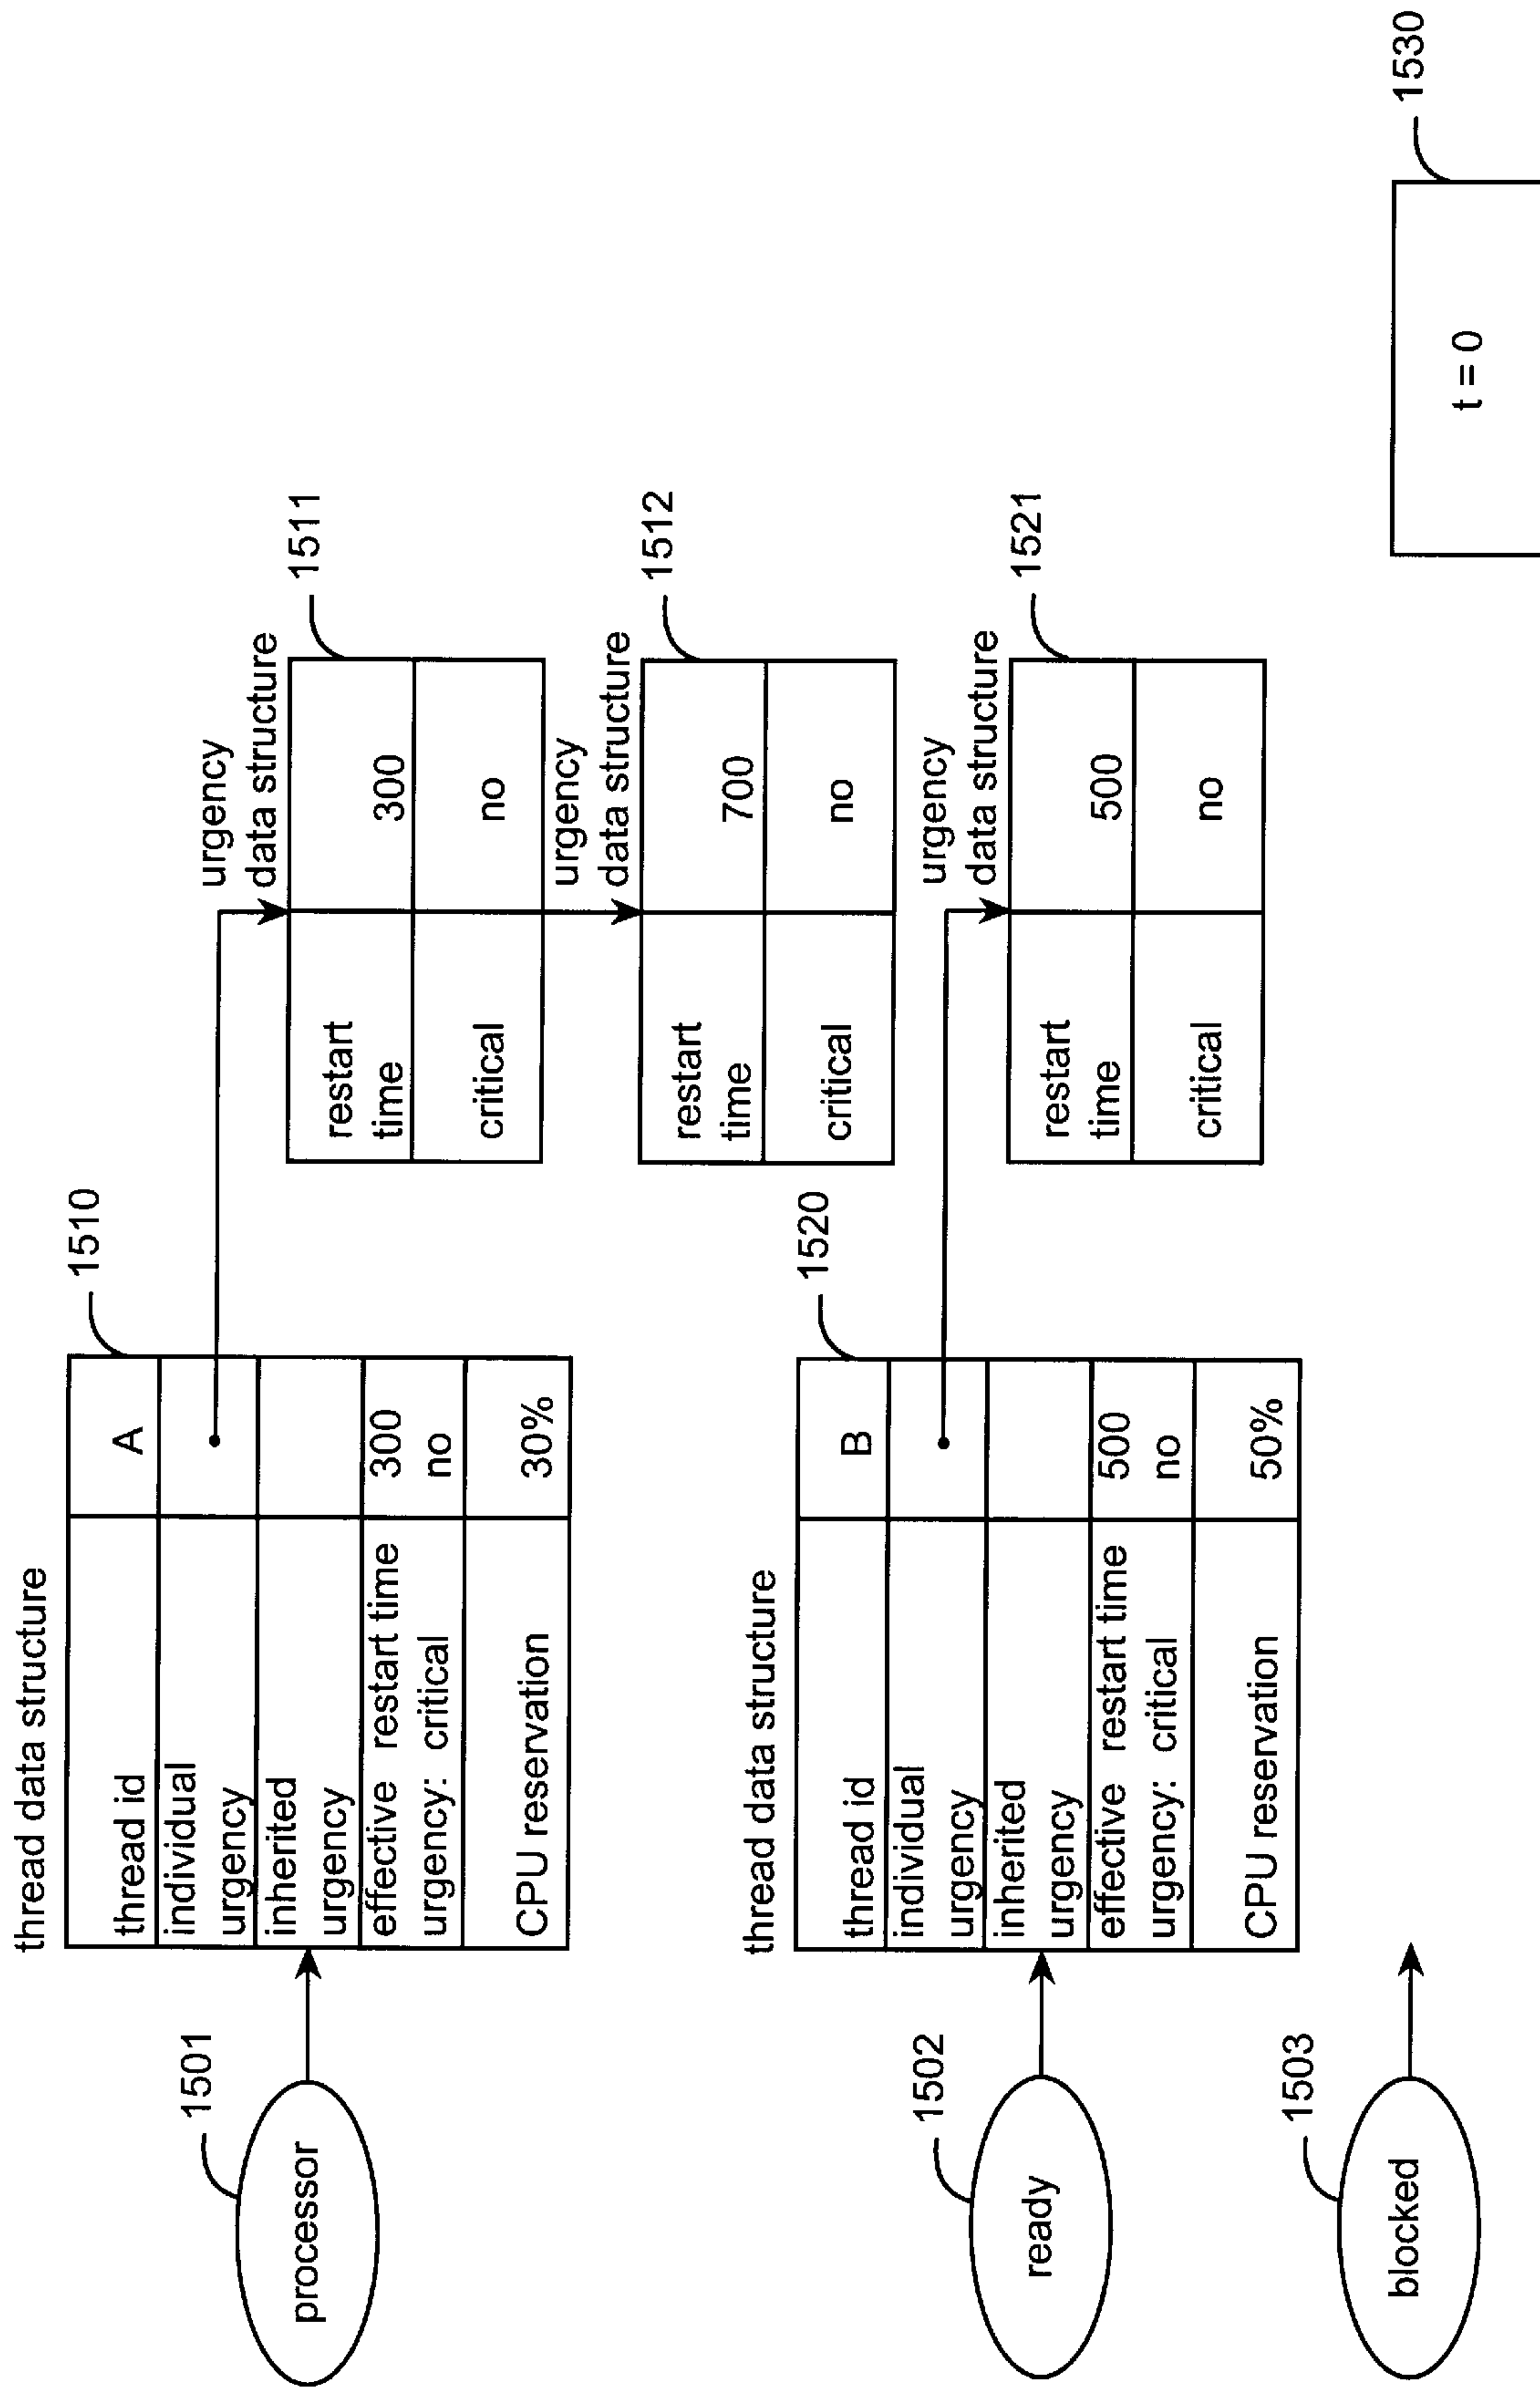 thread data structure
1510
thread id A
individual
urgency
inherited
urgency
effective restart time 300
urgency: critical no
CPU reservation 30%
1501
processor
urgency
data structure
1511
restart
time 300
critical no
urgency
data structure
1512
restart
time 700
critical no
thread data structure
1520
thread id B
individual
urgency
inherited
urgency
effective restart time 500
urgency: critical no
CPU reservation 50%
1502
ready
urgency
data structure
1521
restart
time 500
critical no
1503
blocked
1530
t = 0